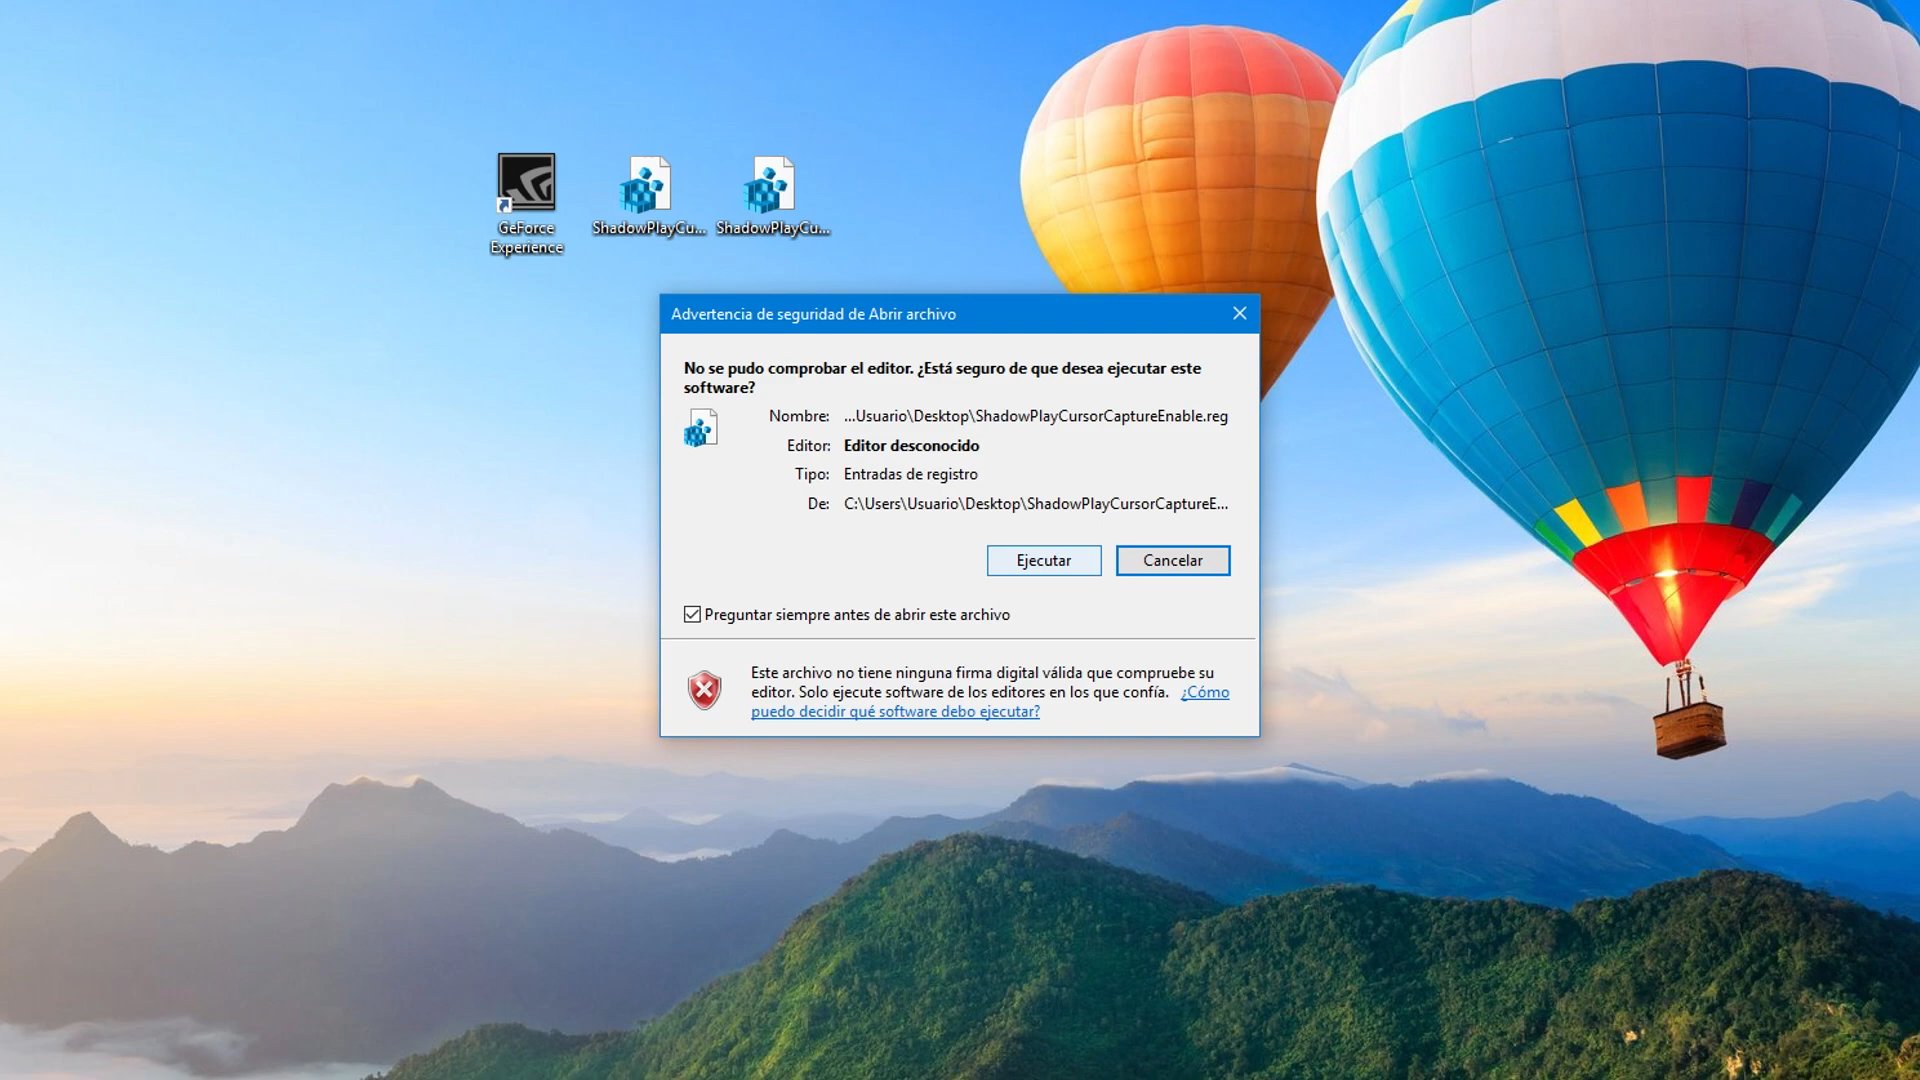 GeForce
Experience
ShadowPlayCu...
ShadowPlayCu...
Advertencia de seguridad de Abrir archivo
No se pudo comprobar el editor. ¿Está seguro de que desea ejecutar este
software?
Nombre: ...Usuario\Desktop\ShadowPlayCursorCaptureEnable.reg
Editor: Editor desconocido
Tipo: Entradas de registro
De: C:\Users\Usuario\Desktop\ShadowPlayCursorCaptureE...
Ejecutar
Cancelar
Preguntar siempre antes de abrir este archivo
Este archivo no tiene ninguna firma digital válida que compruebe su
editor. Solo ejecute software de los editores en los que confía. ¿Cómo
puedo decidir qué software debo ejecutar?